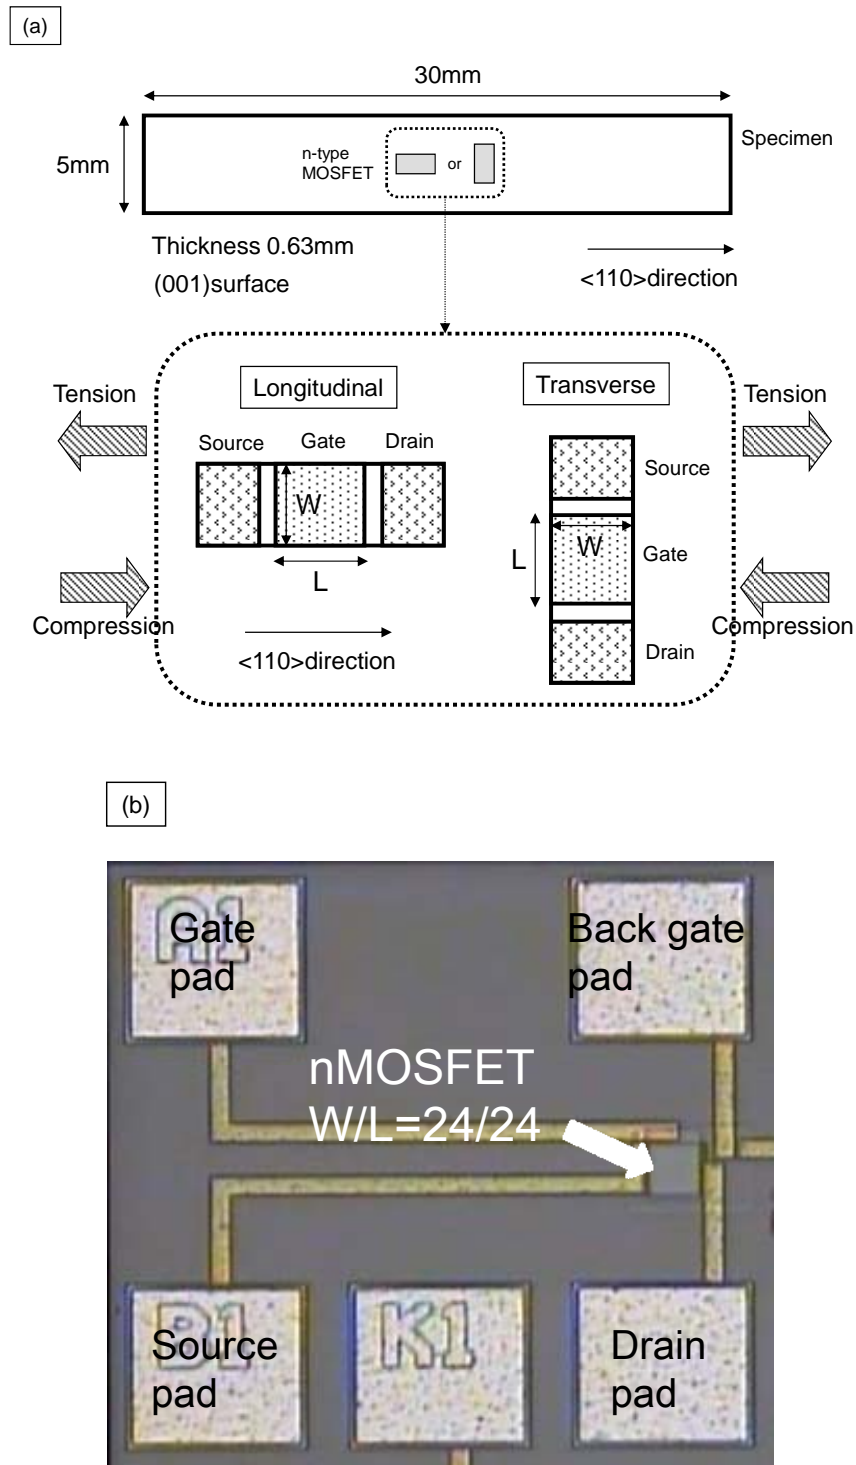 (a)
30mm
5mm
n-type
MOSFET
or
Specimen
Thickness 0.63mm
(001)surface
<110>direction
Tension
Longitudinal
Transverse
Tension
Source
Gate
Drain
W
L
Source
W
L
Gate
Drain
Compression
Compression
<110>direction
(b)
A1
Gate
pad
Back gate
pad
nMOSFET
W/L=24/24
B1
Source
pad
K1
Drain
pad